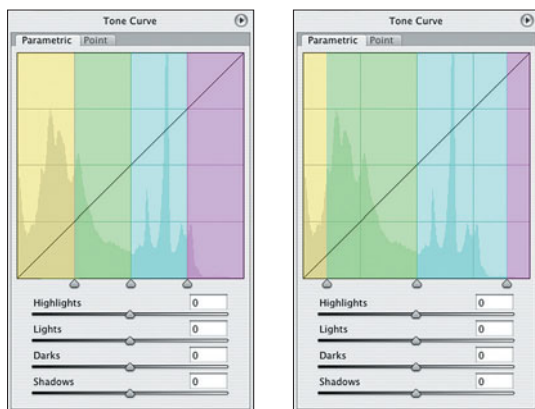 Tone Curve
Parametric Point
Highlights 0
Lights 0
Darks 0
Shadows 0
Tone Curve
Parametric Point
Highlights 0
Lights 0
Darks 0
Shadows 0